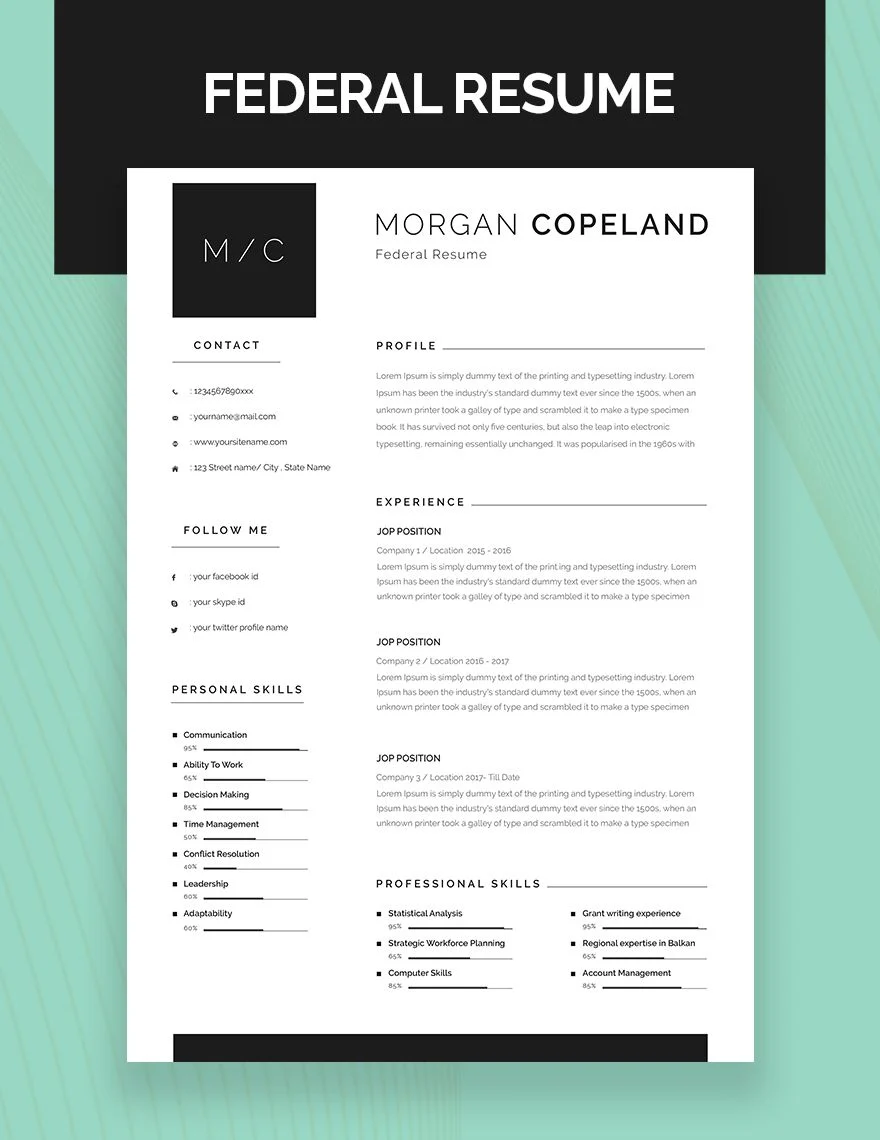 FEDERAL RESUME
M / C
MORGAN COPELAND
Federal Resume
CONTACT
: 1234567890xxx
: yourname@mail.com
: www.yoursitename.com
: 123 Street name/ City , State Name
FOLLOW ME
: your facebook id
: your skype id
: your twitter profile name
PERSONAL SKILLS
Communication
95%
Ability To Work
65%
Decision Making
85%
Time Management
50%
Conflict Resolution
40%
Leadership
60%
Adaptability
60%
PROFILE
Lorem Ipsum is simply dummy text of the printing and typesetting industry. Lorem
Ipsum has been the industry's standard dummy text ever since the 1500s, when an
unknown printer took a galley of type and scrambled it to make a type specimen
book. It has survived not only five centuries, but also the leap into electronic
typesetting, remaining essentially unchanged. It was popularised in the 1960s with
EXPERIENCE
JOP POSITION
Company 1 / Location 2015 - 2016
Lorem Ipsum is simply dummy text of the printing and typesetting industry. Lorem
Ipsum has been the industry's standard dummy text ever since the 1500s, when an
unknown printer took a galley of type and scrambled it to make a type specimen
JOP POSITION
Company 2 / Location 2016 - 2017
Lorem Ipsum is simply dummy text of the printing and typesetting industry. Lorem
Ipsum has been the industry's standard dummy text ever since the 1500s, when an
unknown printer took a galley of type and scrambled it to make a type specimen
JOP POSITION
Company 3 / Location 2017- Till Date
Lorem Ipsum is simply dummy text of the printing and typesetting industry. Lorem
Ipsum has been the industry's standard dummy text ever since the 1500s, when an
unknown printer took a galley of type and scrambled it to make a type specimen
PROFESSIONAL SKILLS
Statistical Analysis
95%
Strategic Workforce Planning
65%
Computer Skills
85%
Grant writing experience
95%
Regional expertise in Balkan
65%
Account Management
85%